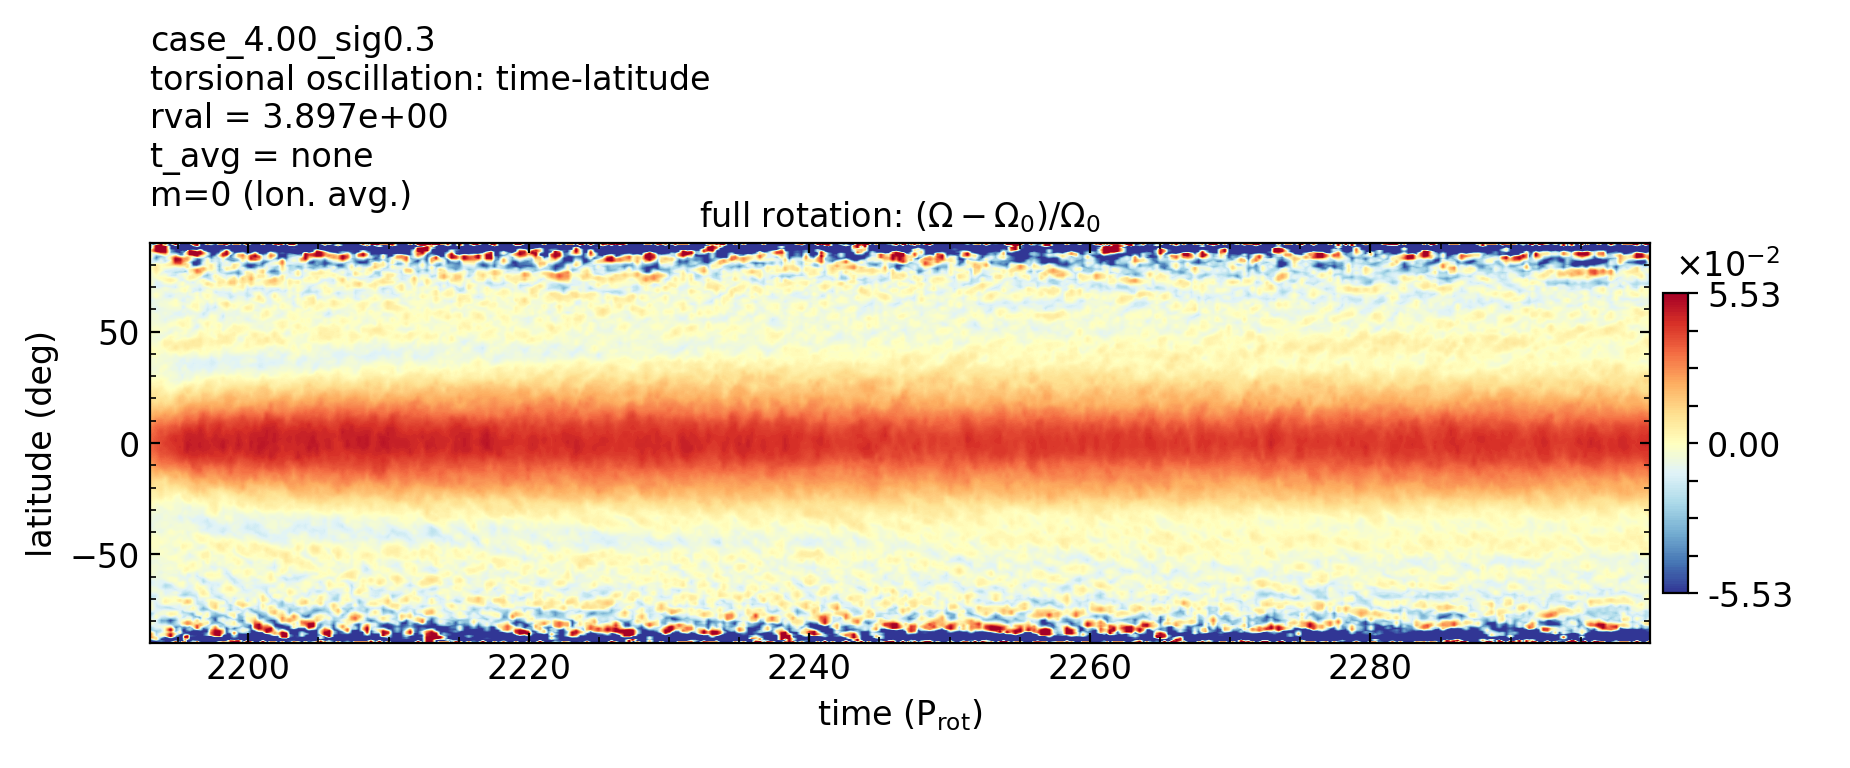 case_4.00_sig0.3
torsional oscillation: time-latitude
rval = 3.897e+00
t_avg = none
m=0 (lon. avg.)
full rotation: (Ω − Ω₀)/Ω₀
×10⁻²
5.53
0.00
-5.53
latitude (deg)
50
0
−50
2200 2220 2240 2260 2280
time (P_rot)